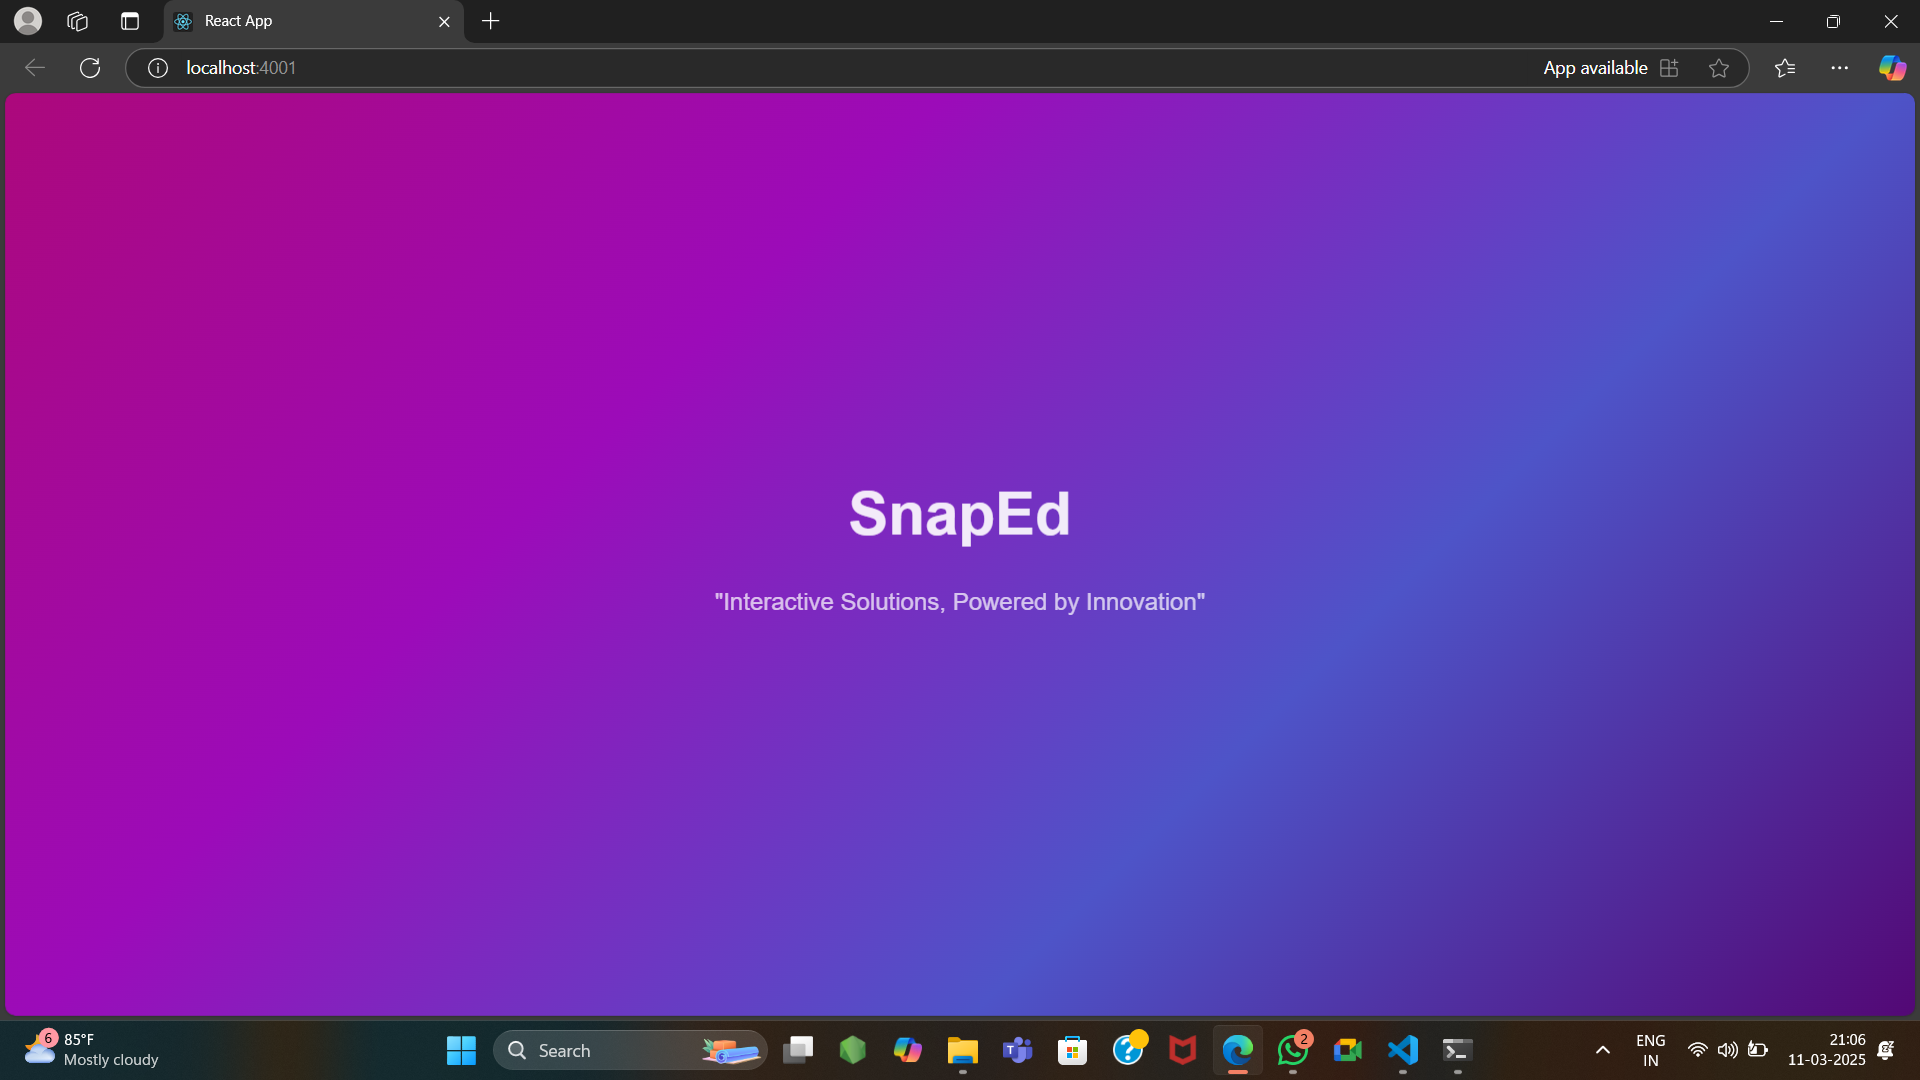 React App
localhost:4001
App available
SnapEd
"Interactive Solutions, Powered by Innovation"
6
85°F
Mostly cloudy
Search
T
2
ENG
IN
21:06
11-03-2025